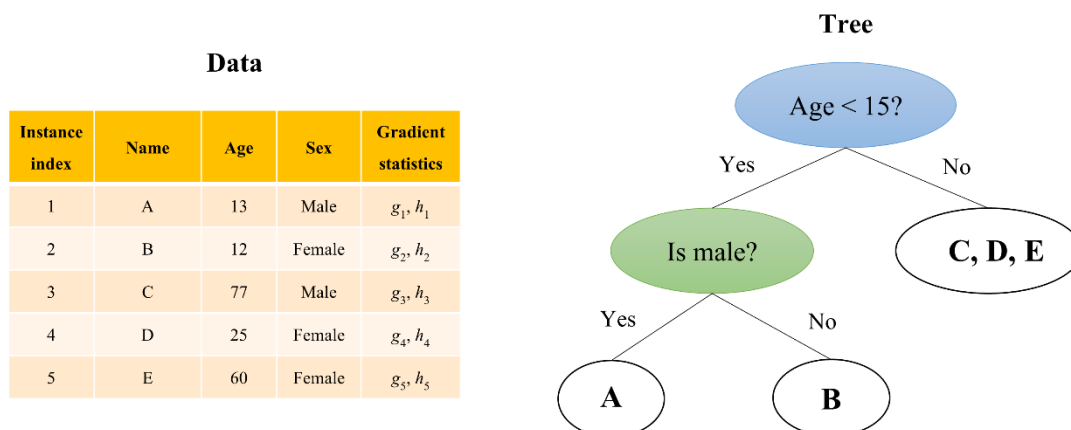 Data
Instance index Name Age Sex Gradient statistics
1 A 13 Male g1, h1
2 B 12 Female g2, h2
3 C 77 Male g3, h3
4 D 25 Female g4, h4
5 E 60 Female g5, h5
Tree
Age < 15?
Yes No
Is male?
C, D, E
Yes No
A B